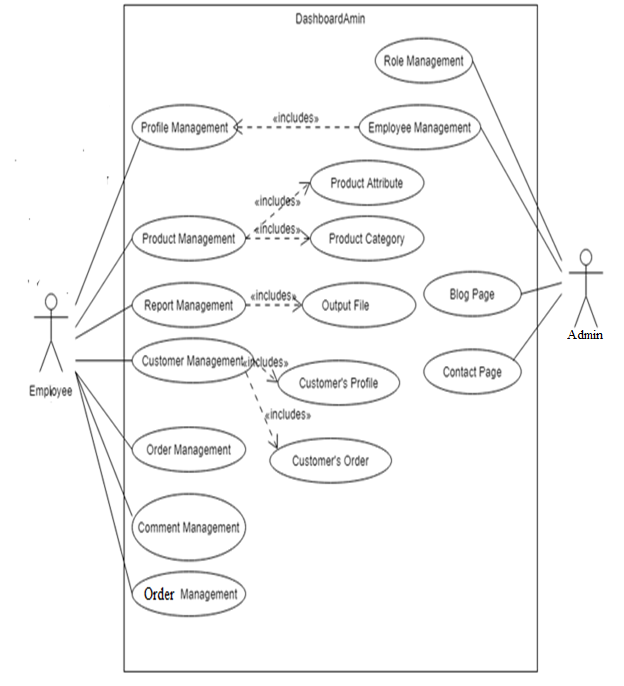 DashboardAmin
Role Management
«includes»
Profile Management
Employee Management
Product Attribute
«includes»
«includes»
Product Management
Product Category
Blog Page
«includes»
Report Management
Output File
Admin
Customer Management
«includes»
Contact Page
Customer's Profile
Employee
«includes»
Order Management
Customer's Order
Comment Management
Order Management